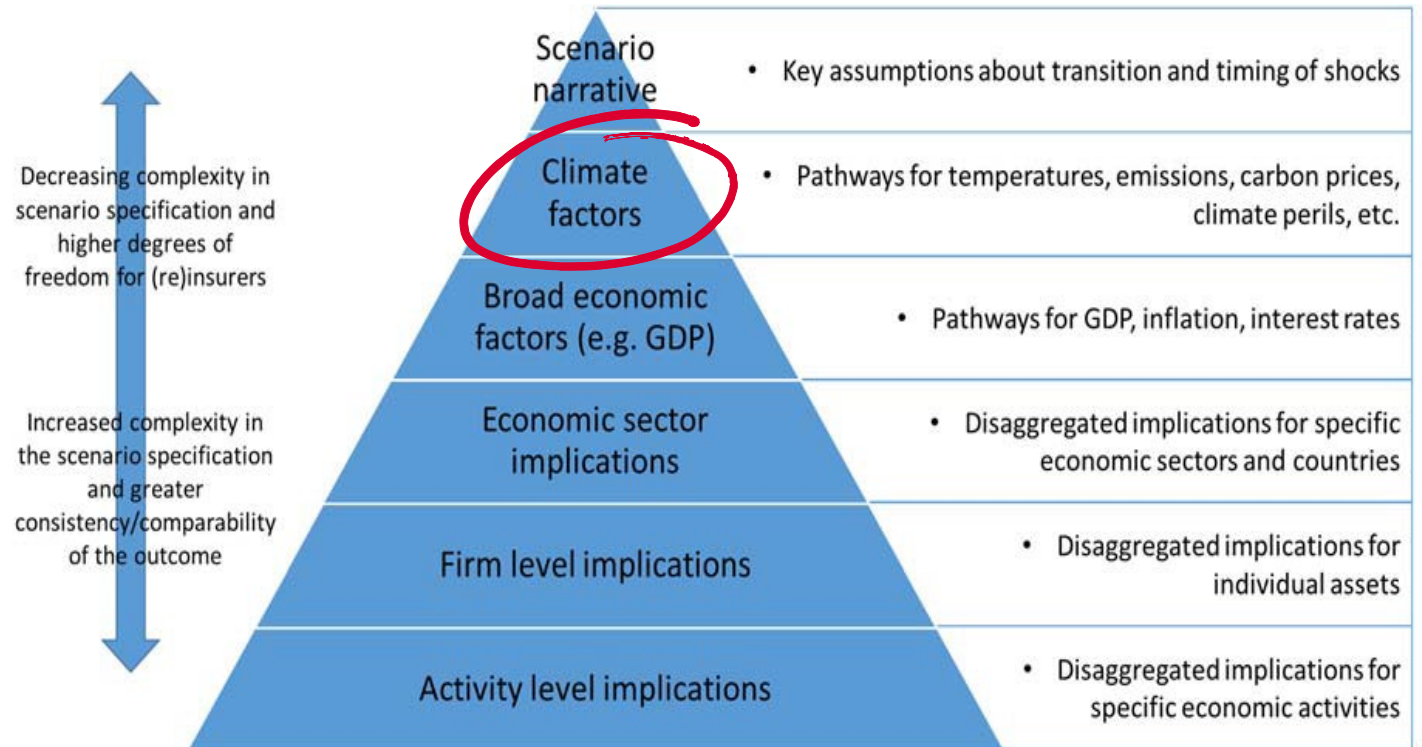 Scenario
narrative
• Key assumptions about transition and timing of shocks
Climate
factors
• Pathways for temperatures, emissions, carbon prices,
climate perils, etc.
Broad economic
factors (e.g. GDP)
• Pathways for GDP, inflation, interest rates
Economic sector
implications
• Disaggregated implications for specific
economic sectors and countries
Firm level implications
• Disaggregated implications for
individual assets
Activity level implications
• Disaggregated implications for
specific economic activities
Decreasing complexity in
scenario specification and
higher degrees of
freedom for (re)insurers
Increased complexity in
the scenario specification
and greater
consistency/comparability
of the outcome